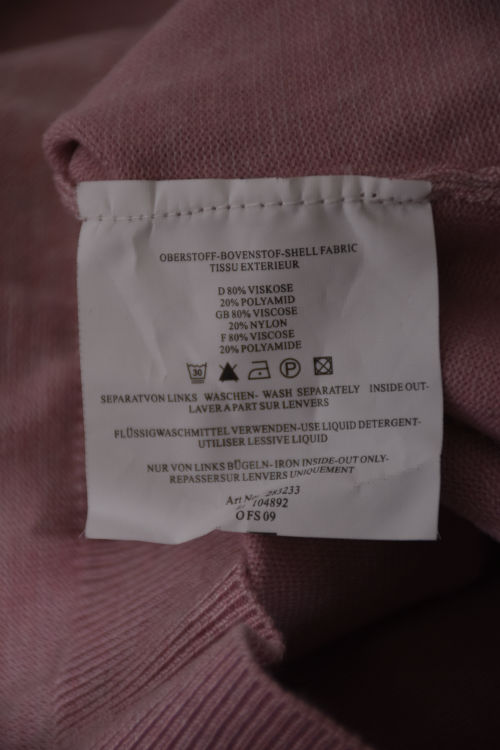 OBERSTOFF-BOVENSTOF-SHELL FABRIC
TISSU EXTERIEUR
D 80% VISKOSE
20% POLYAMID
GB 80% VISCOSE
20% NYLON
F 80% VISCOSE
20% POLYAMIDE
30
P
SEPARATVON LINKS WASCHEN- WASH SEPARATELY INSIDE OUT-
LAVER A PART SUR LENVERS
FLÜSSIGWASCHMITTEL VERWENDEN-USE LIQUID DETERGENT-
UTILISER LESSIVE LIQUID
NUR VON LINKS BÜGELN- IRON INSIDE-OUT ONLY-
REPASSERSUR LENVERS UNIQUEMENT
Art
104892
O FS 09